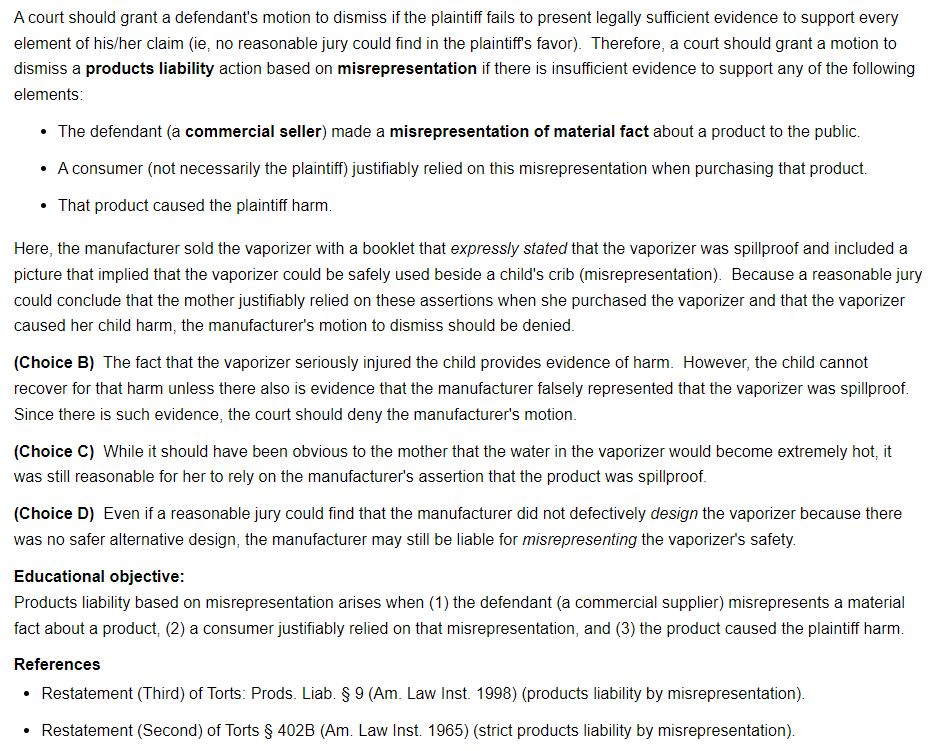 A court should grant a defendant's motion to dismiss if the plaintiff fails to present legally sufficient evidence to support every
element of his/her claim (ie, no reasonable jury could find in the plaintiff's favor). Therefore, a court should grant a motion to
dismiss a products liability action based on misrepresentation if there is insufficient evidence to support any of the following
elements:
• The defendant (a commercial seller) made a misrepresentation of material fact about a product to the public.
• A consumer (not necessarily the plaintiff) justifiably relied on this misrepresentation when purchasing that product.
• That product caused the plaintiff harm.
Here, the manufacturer sold the vaporizer with a booklet that expressly stated that the vaporizer was spillproof and included a
picture that implied that the vaporizer could be safely used beside a child's crib (misrepresentation). Because a reasonable jury
could conclude that the mother justifiably relied on these assertions when she purchased the vaporizer and that the vaporizer
caused her child harm, the manufacturer's motion to dismiss should be denied.
(Choice B) The fact that the vaporizer seriously injured the child provides evidence of harm. However, the child cannot
recover for that harm unless there also is evidence that the manufacturer falsely represented that the vaporizer was spillproof.
Since there is such evidence, the court should deny the manufacturer's motion.
(Choice C) While it should have been obvious to the mother that the water in the vaporizer would become extremely hot, it
was still reasonable for her to rely on the manufacturer's assertion that the product was spillproof.
(Choice D) Even if a reasonable jury could find that the manufacturer did not defectively design the vaporizer because there
was no safer alternative design, the manufacturer may still be liable for misrepresenting the vaporizer's safety.
Educational objective:
Products liability based on misrepresentation arises when (1) the defendant (a commercial supplier) misrepresents a material
fact about a product, (2) a consumer justifiably relied on that misrepresentation, and (3) the product caused the plaintiff harm.
References
• Restatement (Third) of Torts: Prods. Liab. § 9 (Am. Law Inst. 1998) (products liability by misrepresentation).
• Restatement (Second) of Torts § 402B (Am. Law Inst. 1965) (strict products liability by misrepresentation).